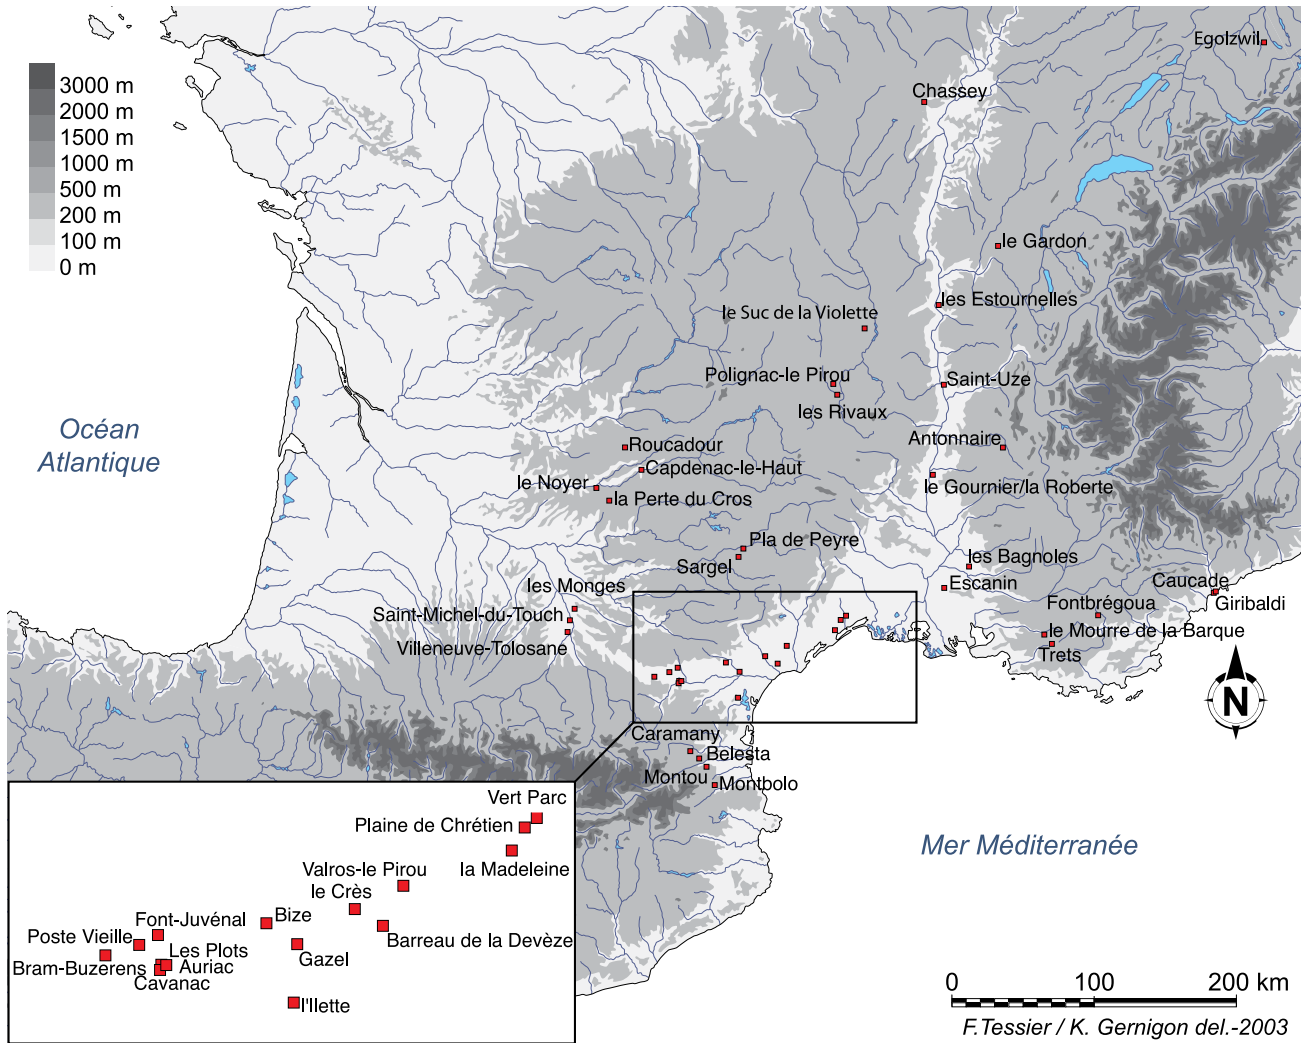 Egolzwil
3000 m
2000 m
1500 m
1000 m
500 m
200 m
100 m
0 m
Chassey
le Gardon
les Estournelles
le Suc de la Violette
Polignac-le Pirou
les Rivaux
Saint-Uze
Océan
Atlantique
Roucadour
Antonnaire
Capdenac-le-Haut
le Noyer
la Perte du Cros
le Gournier/la Roberte
Pla de Peyre
Sargel
les Bagnoles
les Monges
Escanin
Caucade
Giribaldi
Saint-Michel-du-Touch
Fontbrégoua
Villeneuve-Tolosane
le Mourre de la Barque
Trets
N
Caramany
Belesta
Montou
Montbolo
Vert Parc
Plaine de Chrétien
la Madeleine
Valros-le Pirou
le Crès
Mer Méditerranée
Font-Juvénal
Bize
Poste Vieille
Barreau de la Devèze
Les Plots
Gazel
Bram-Buzerens
Auriac
Cavanac
l'Ilette
0 100 200 km
F.Tessier / K. Gernigon del.-2003